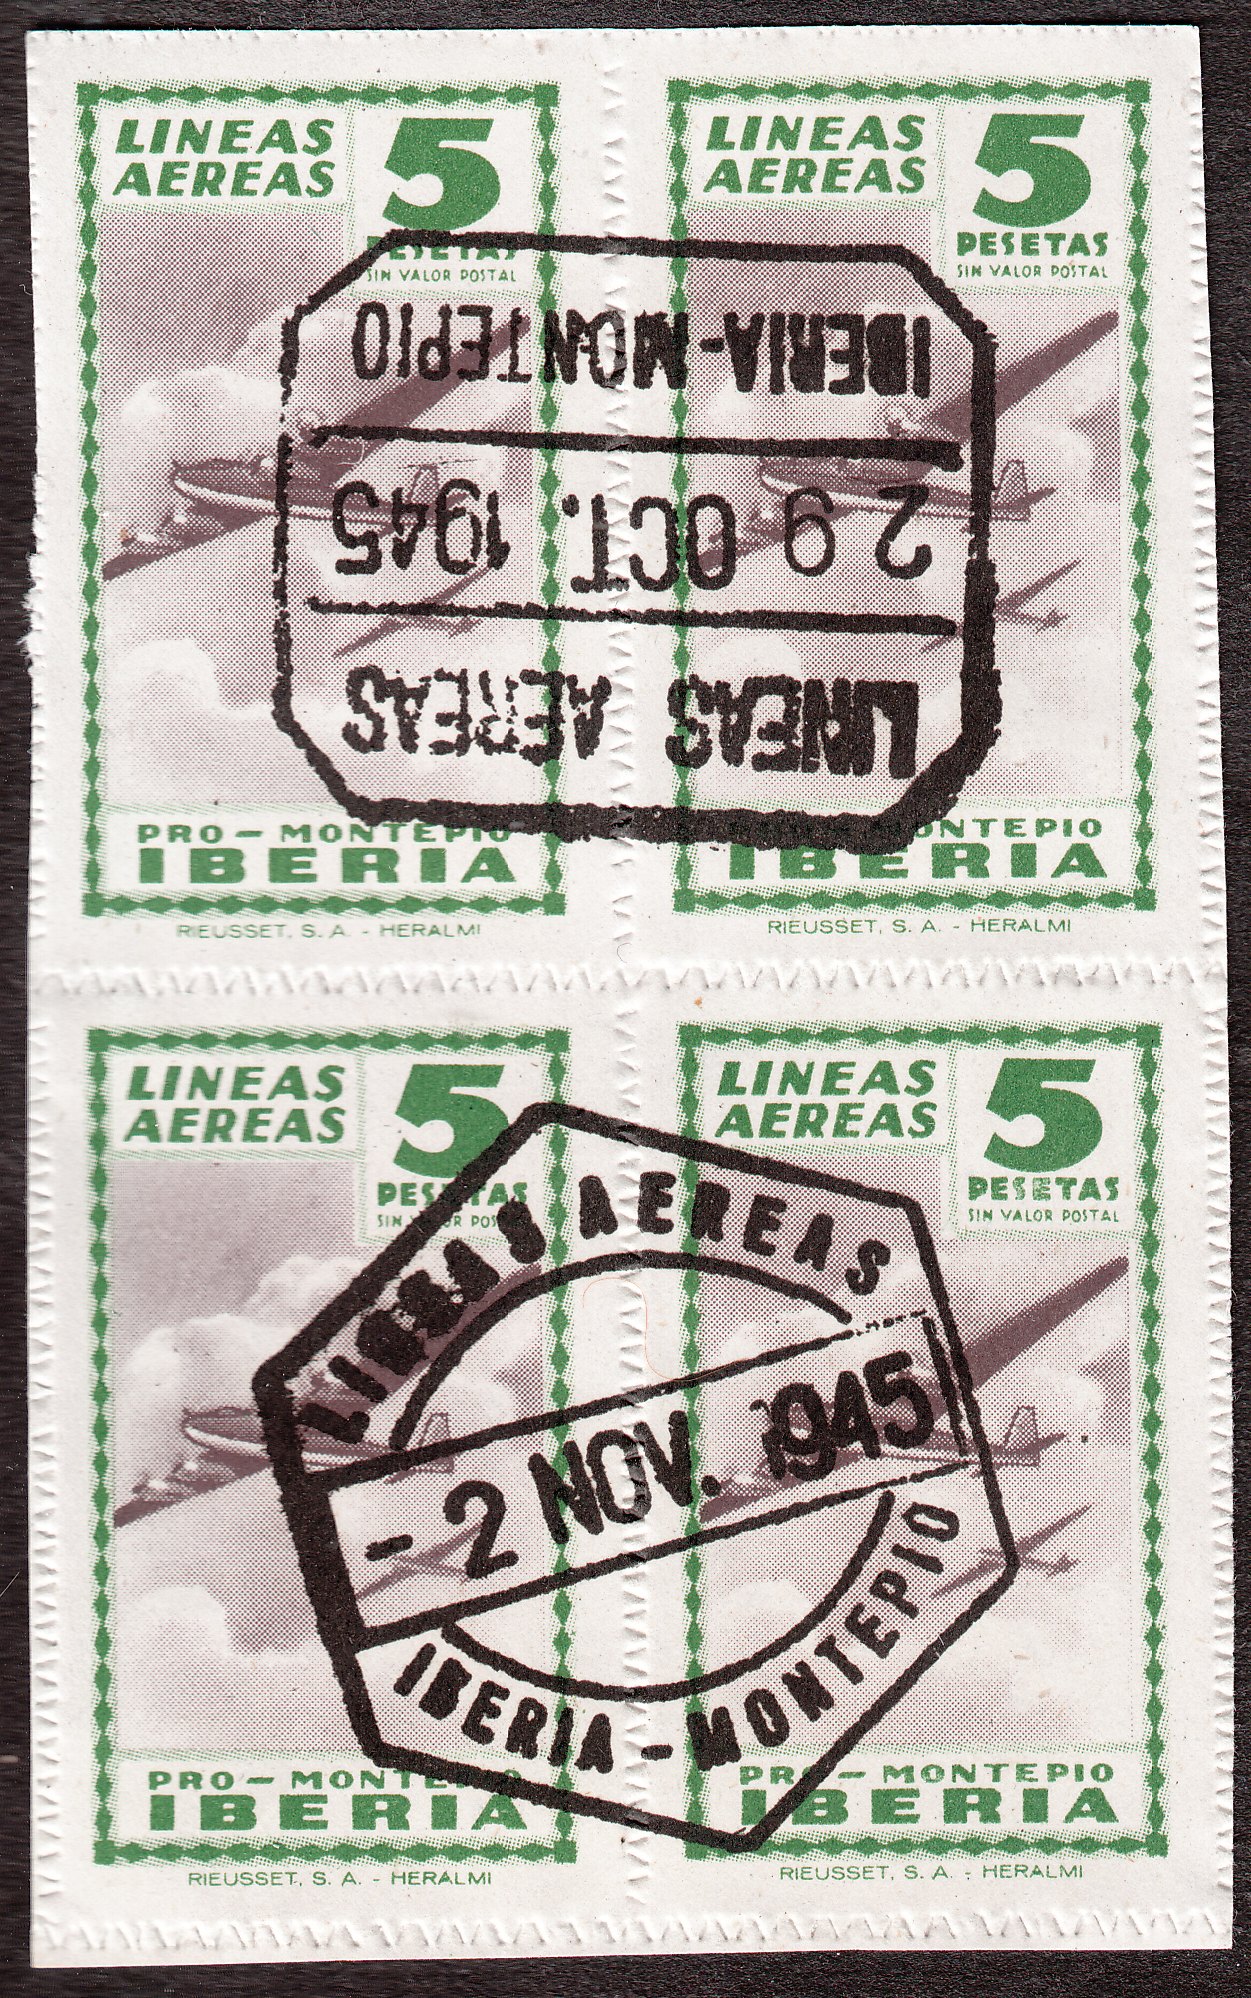 LINEAS
AEREAS
5
PESETAS
SIN VALOR POSTAL
LINEAS
AEREAS
5
PESETAS
SIN VALOR POSTAL
LINEAS AEREAS
29 OCT. 1945
IBERIA-MONTEPIO
PRO-MONTEPIO
IBERIA
RIEUSSET, S. A. - HERALMI
MONTEPIO
IBERIA
RIEUSSET, S. A. - HERALMI
LINEAS
AEREAS
5
PESETAS
SIN VALOR POSTAL
LINEAS
AEREAS
5
PESETAS
SIN VALOR POSTAL
LINEAS AEREAS
- 2 NOV. 1945
IBERIA - MONTEPIO
PRO-MONTEPIO
IBERIA
RIEUSSET, S. A. - HERALMI
PRO-MONTEPIO
IBERIA
RIEUSSET, S. A. - HERALMI